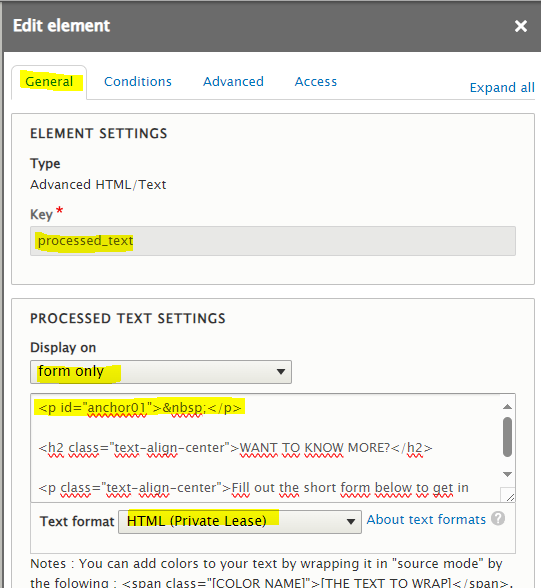 Edit element ×
General Conditions Advanced Access Expand all
ELEMENT SETTINGS
Type
Advanced HTML/Text
Key *
processed_text
PROCESSED TEXT SETTINGS
Display on
form only
<p id="anchor01">&nbsp;</p>
<h2 class="text-align-center">WANT TO KNOW MORE?</h2>
<p class="text-align-center">Fill out the short form below to get in
Text format HTML (Private Lease) About text formats ?
Notes : You can add colors to your text by wrapping it in "source mode" by
the folowing : <span class="[COLOR NAME]">[THE TEXT TO WRAP]</span>.